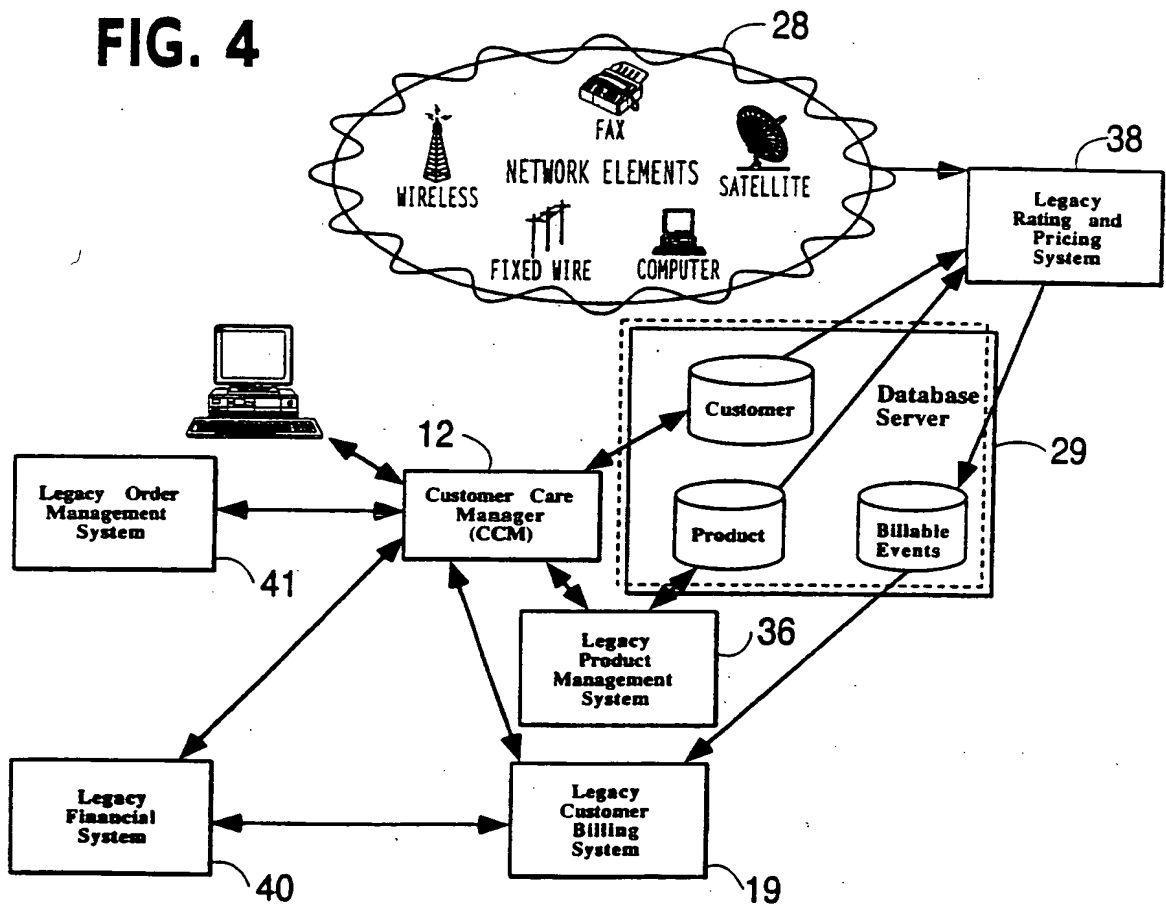 FIG. 4
28
FAX
NETWORK ELEMENTS
WIRELESS
SATELLITE
FIXED WIRE
COMPUTER
38
Legacy
Rating and
Pricing
System
Customer
Database
Server
29
Product
Billable
Events
12
Customer Care
Manager
(CCM)
Legacy Order
Management
System
41
Legacy
Product
Management
System
36
Legacy
Financial
System
40
Legacy
Customer
Billing
System
19